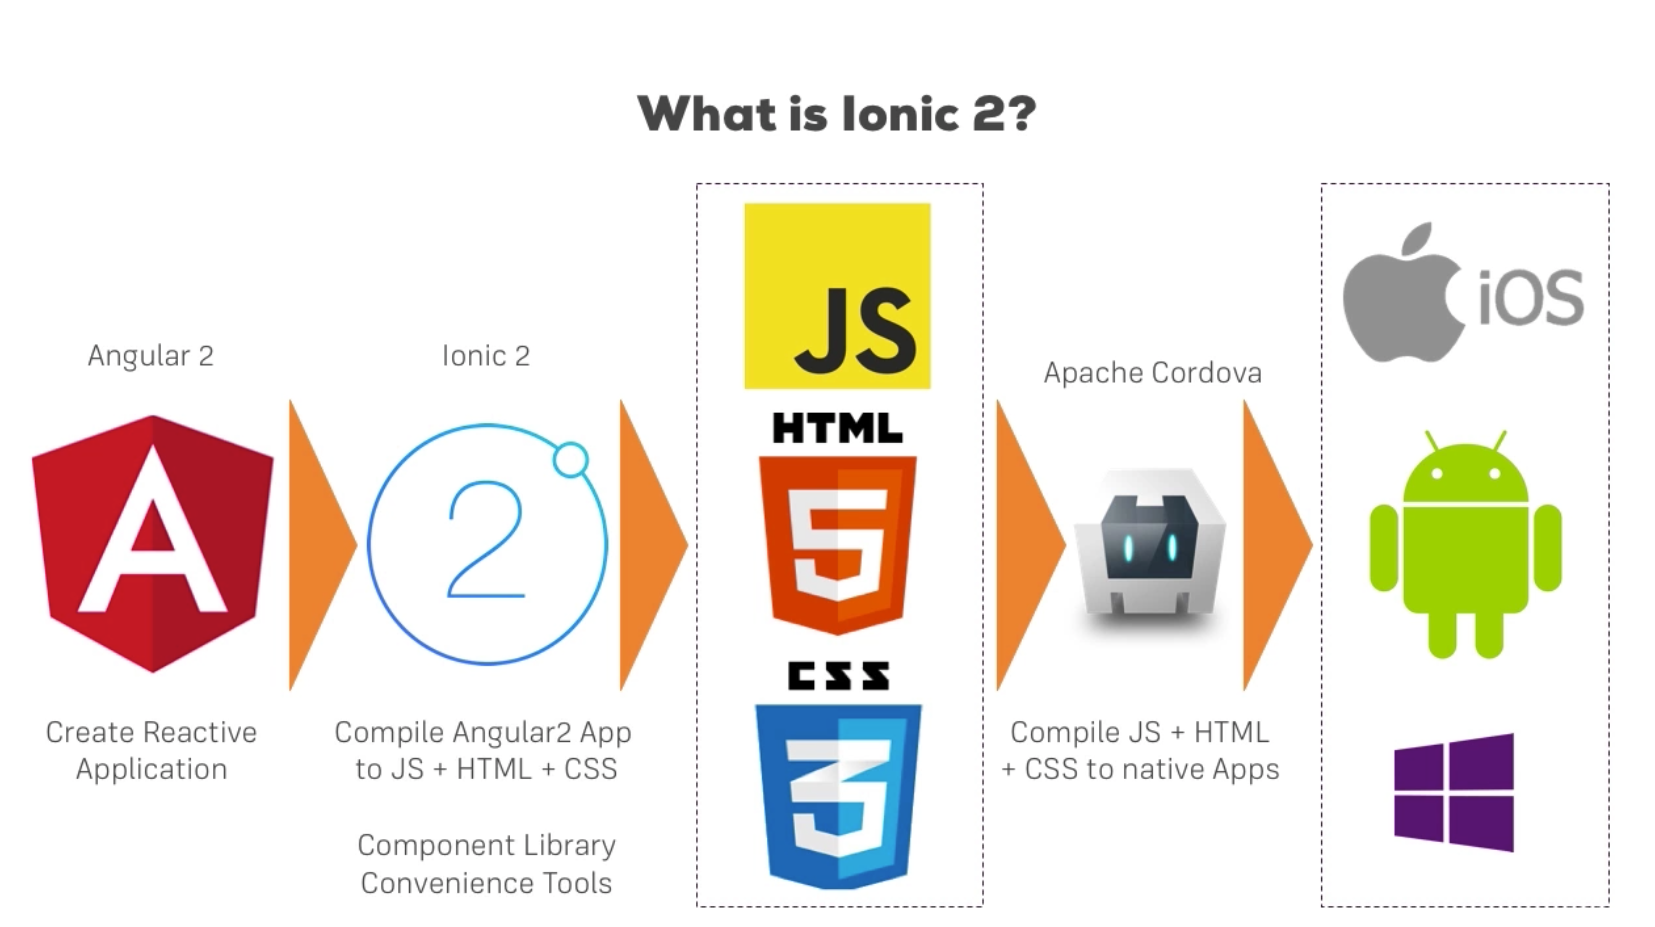 What is Ionic 2?
Angular 2
Create Reactive
Application
Ionic 2
2
Compile Angular2 App
to JS + HTML + CSS
Component Library
Convenience Tools
JS
HTML
5
CSS
3
Apache Cordova
Compile JS + HTML
+ CSS to native Apps
iOS